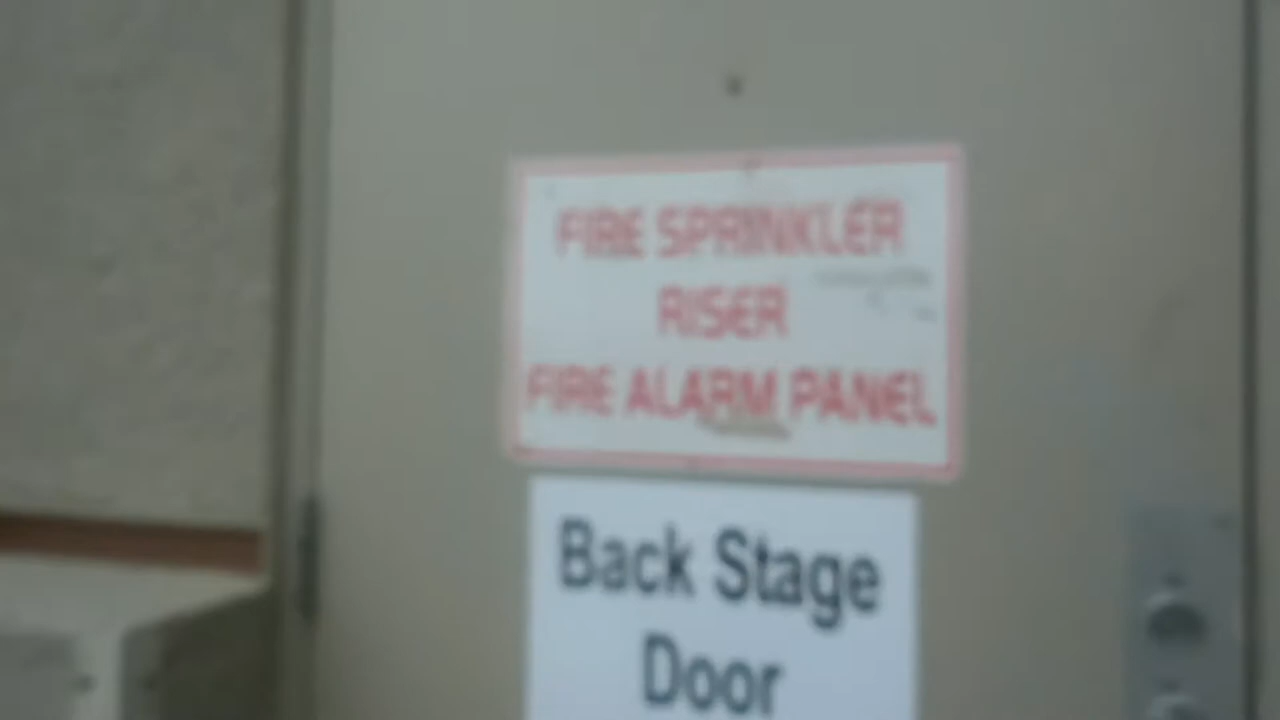 FIRE SPRINKLER
RISER
FIRE ALARM PANEL
Back Stage
Door